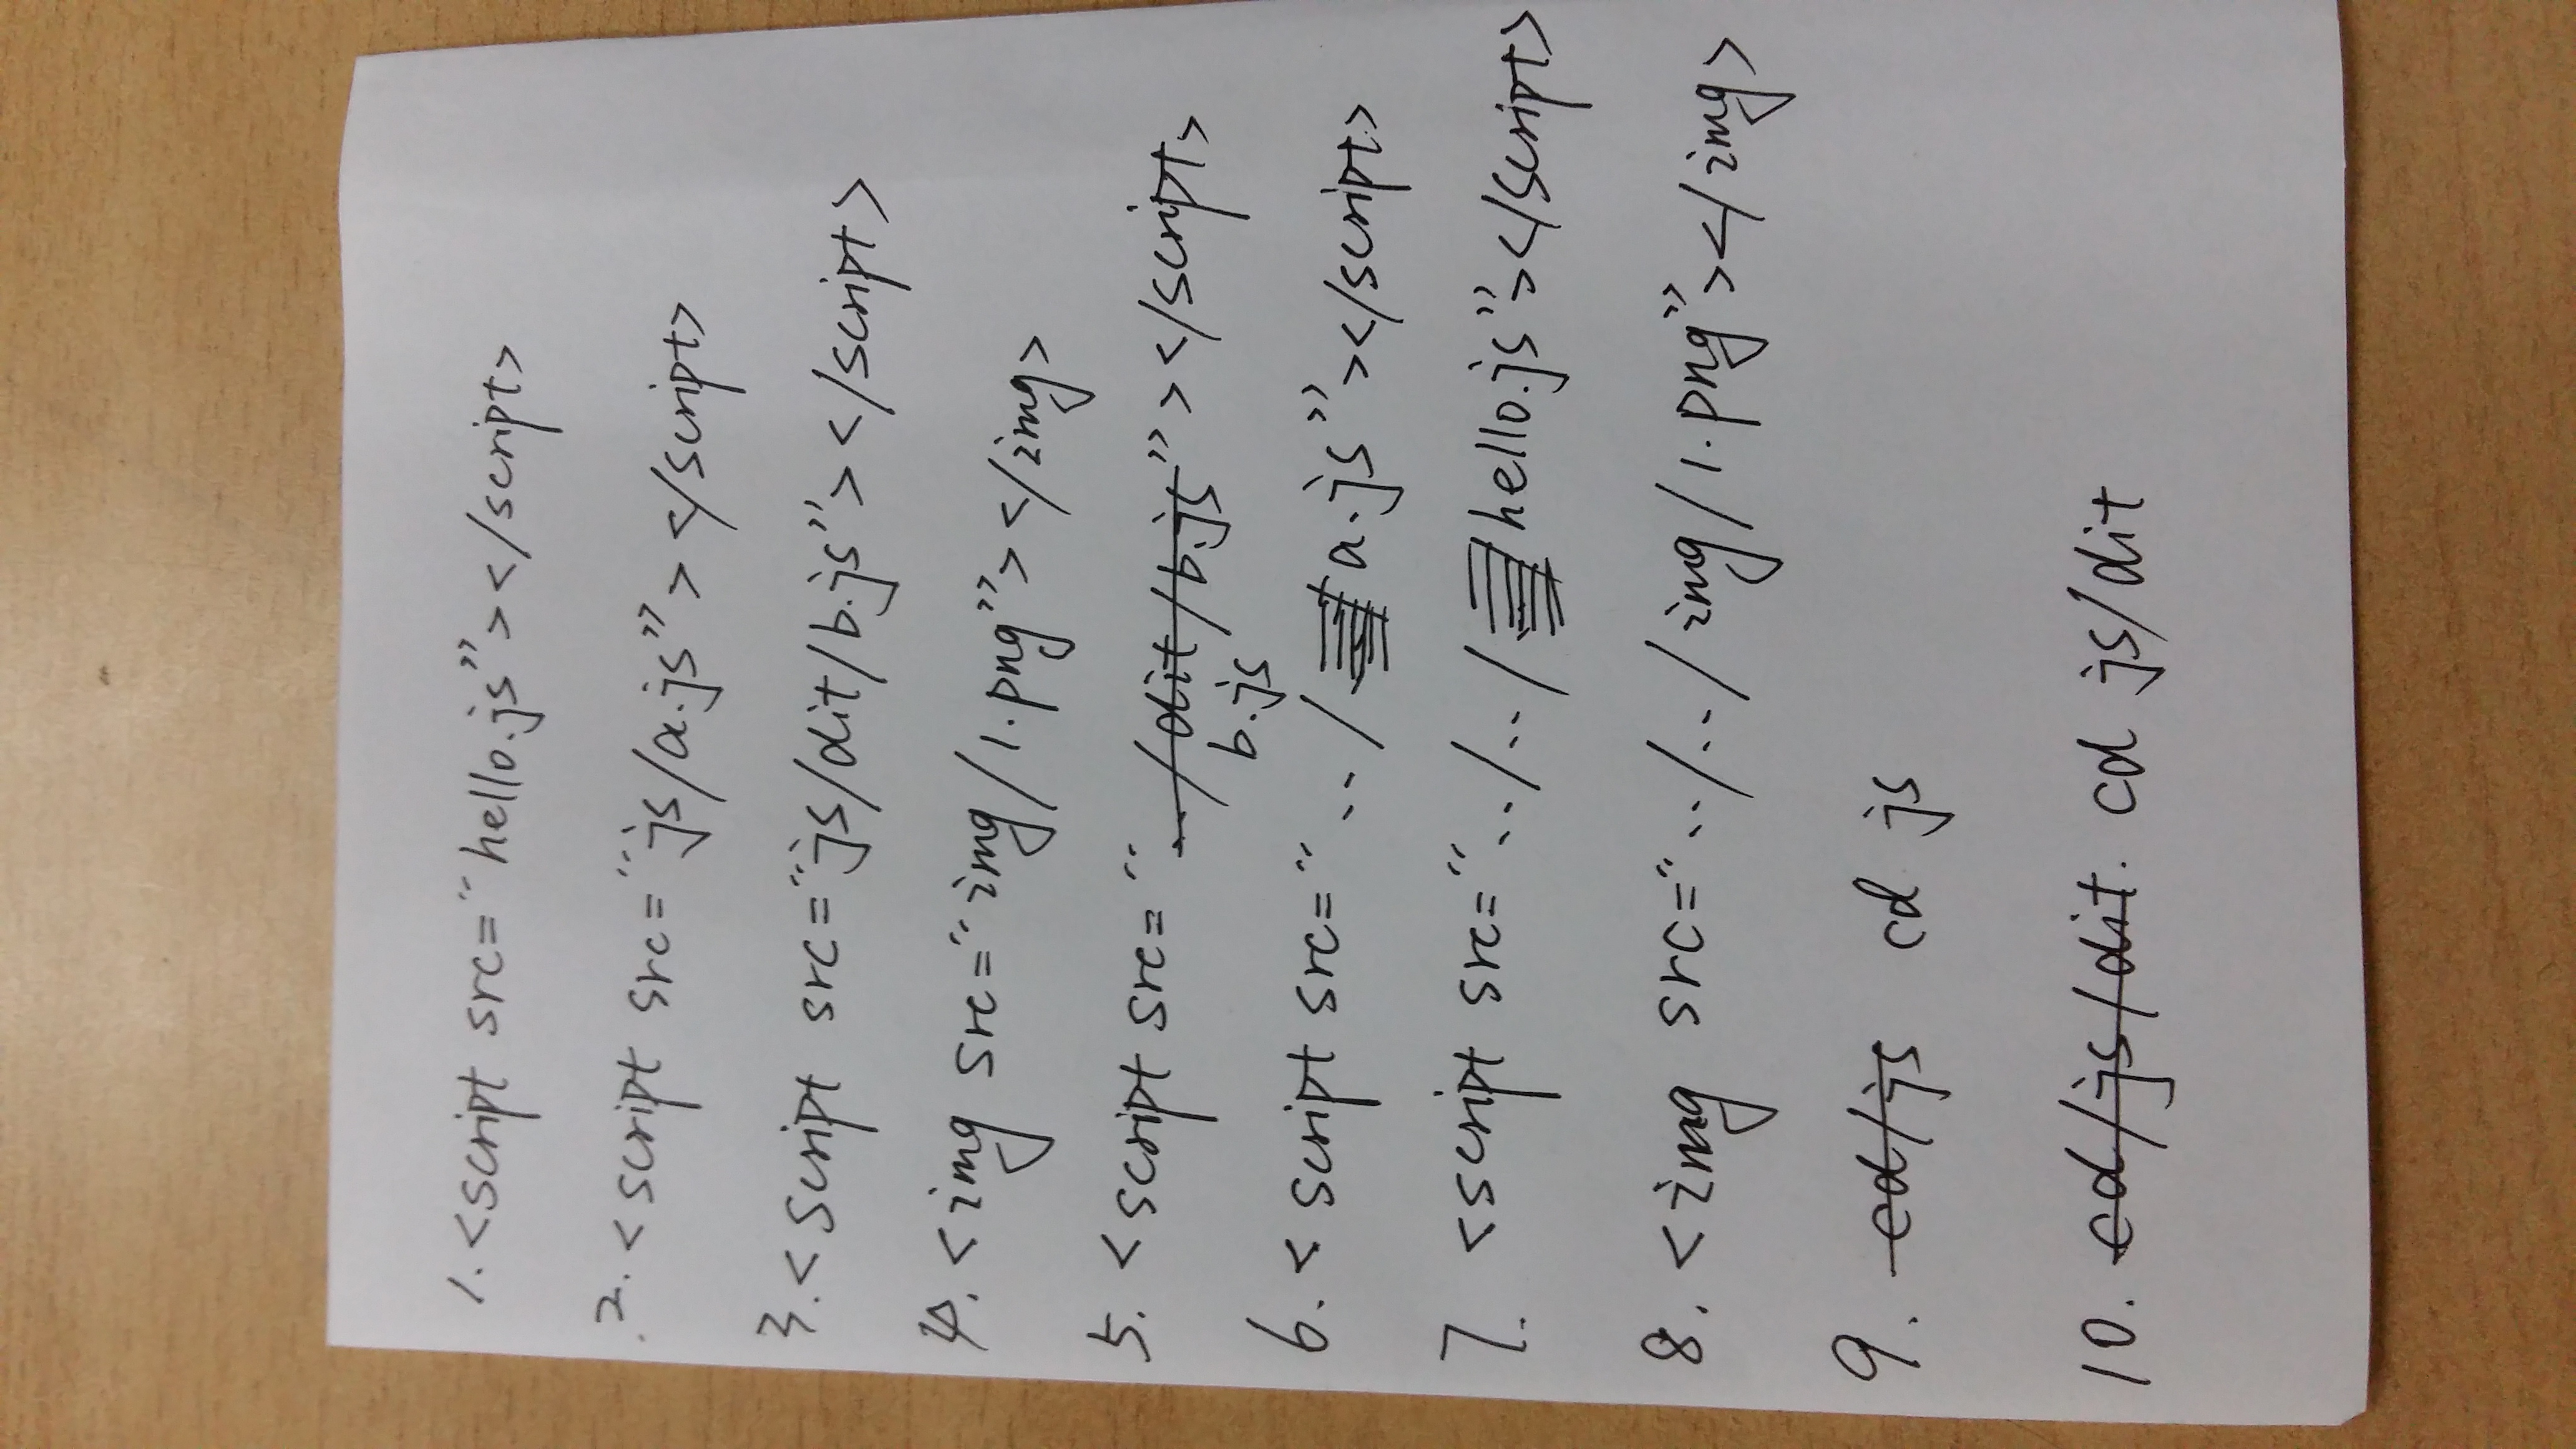 1. <script src="hello.js"></script>
2. <script src="js/a.js"></script>
3. <script src="js/dit/b.js"></script>
4. <img src="img/1.png"></img>
5. <script src="../dit/b.js"></script>
b.js
6. <script src="../a.js"></script>
7. <script src="../../hello.js"></script>
8. <img src="../../img/1.png"></img>
9. cd/js cd js
10. cd/js/dit. cd js/dit